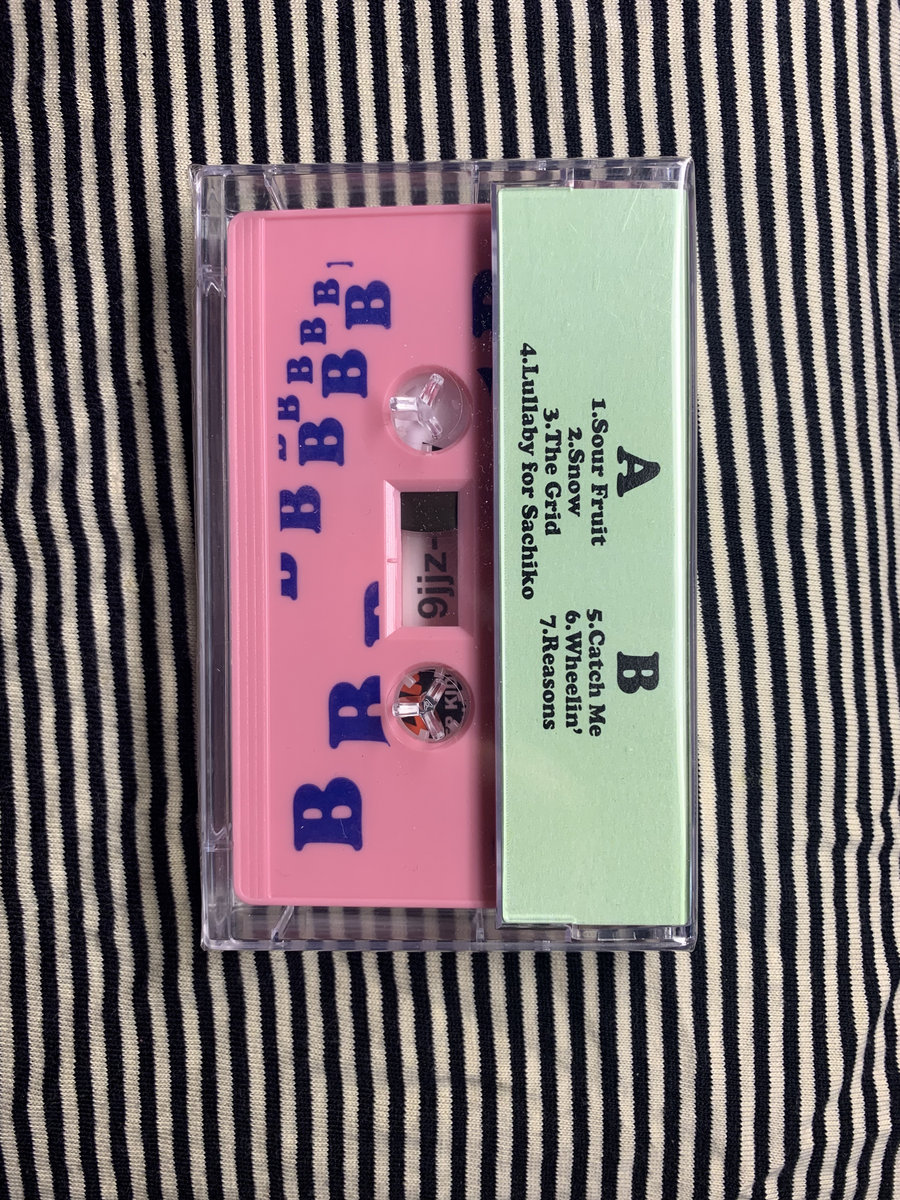 A
1.Sour Fruit
2.Snow
3.The Grid
4.Lullaby for Sachiko
B
5.Catch Me
6.Wheelin'
7.Reasons
B
B
B
B
B
B
B
B
B
B
B